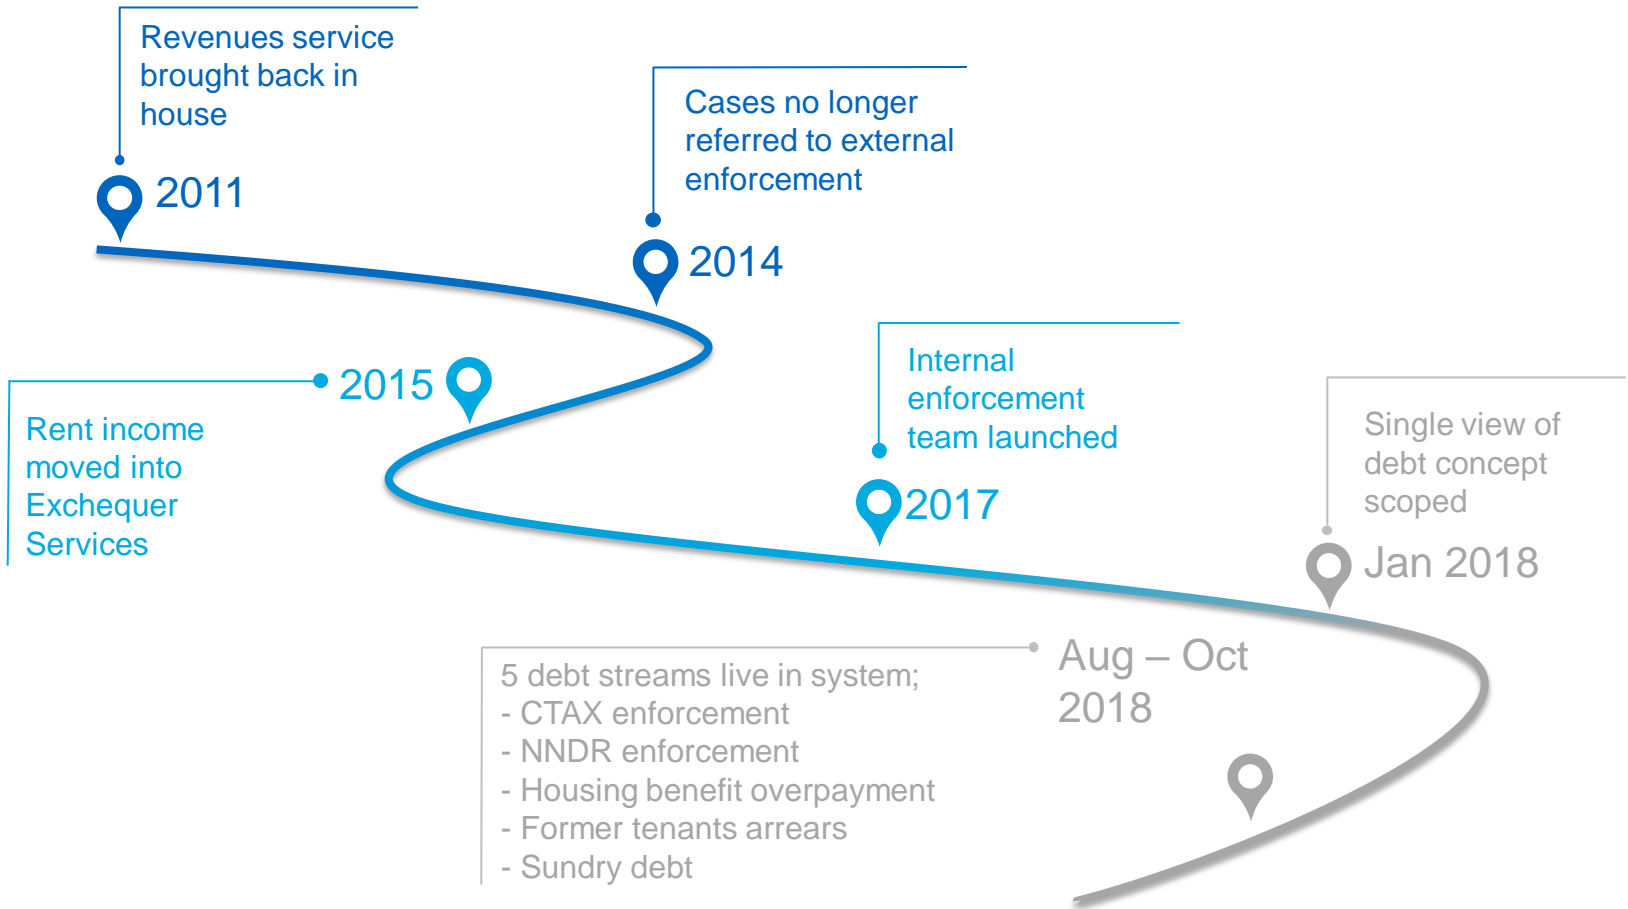 Revenues service
brought back in
house
2011
Cases no longer
referred to external
enforcement
2014
2015
Rent income
moved into
Exchequer
Services
Internal
enforcement
team launched
2017
Single view of
debt concept
scoped
Jan 2018
Aug – Oct
2018
5 debt streams live in system;
- CTAX enforcement
- NNDR enforcement
- Housing benefit overpayment
- Former tenants arrears
- Sundry debt